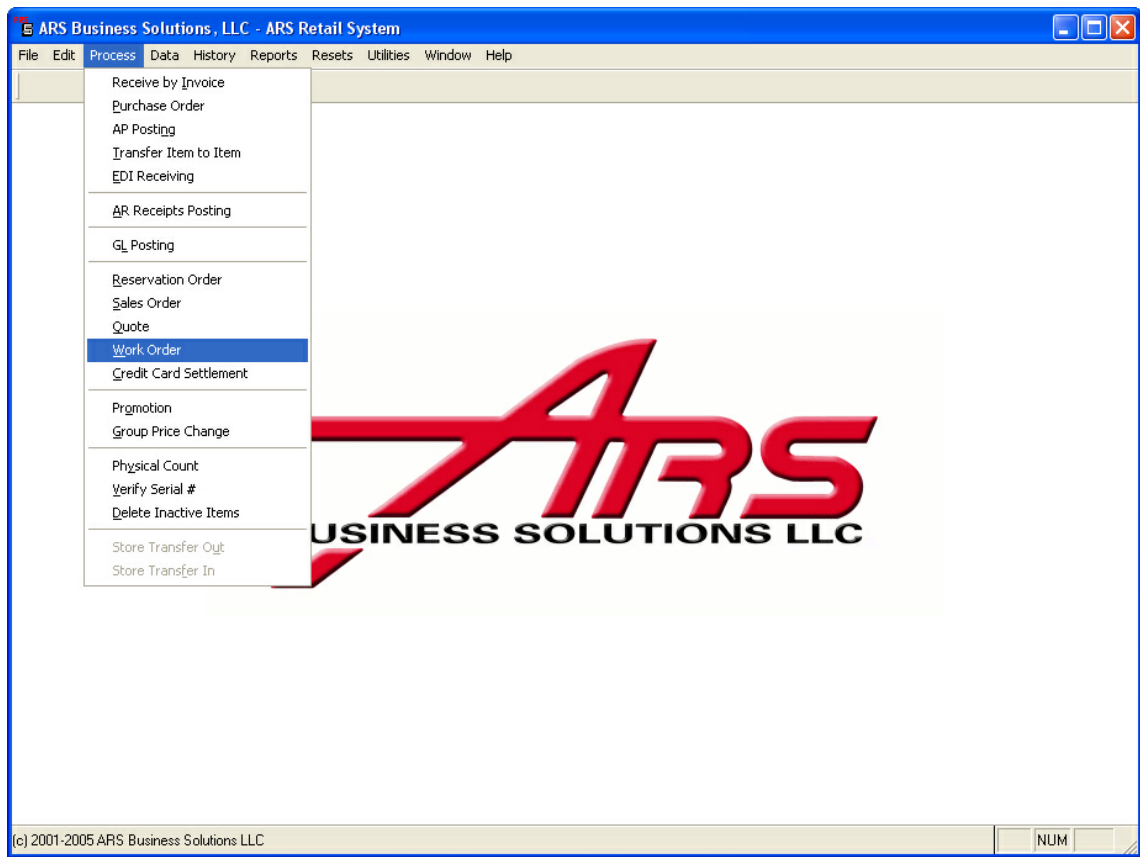 ARS Business Solutions, LLC - ARS Retail System
File Edit Process Data History Reports Resets Utilities Window Help
Receive by Invoice
Purchase Order
AP Posting
Transfer Item to Item
EDI Receiving
AR Receipts Posting
GL Posting
Reservation Order
Sales Order
Quote
Work Order
Credit Card Settlement
Promotion
Group Price Change
Physical Count
Verify Serial #
Delete Inactive Items
Store Transfer Out
Store Transfer In
ARS
USINESS SOLUTIONS LLC
(c) 2001-2005 ARS Business Solutions LLC NUM